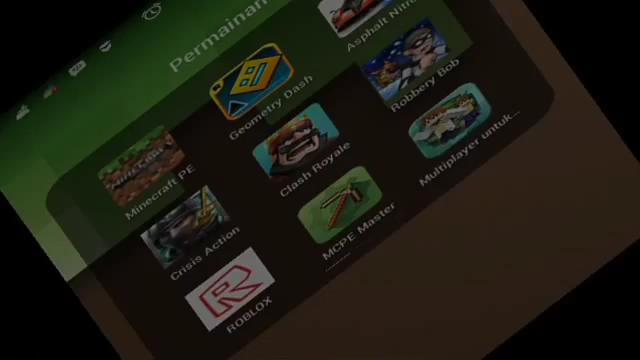 Permainan
Minecraft PE
Geometry Dash
Asphalt Nitro
Crisis Action
Clash Royale
Robbery Bob
ROBLOX
MCPE Master
Multiplayer untuk...